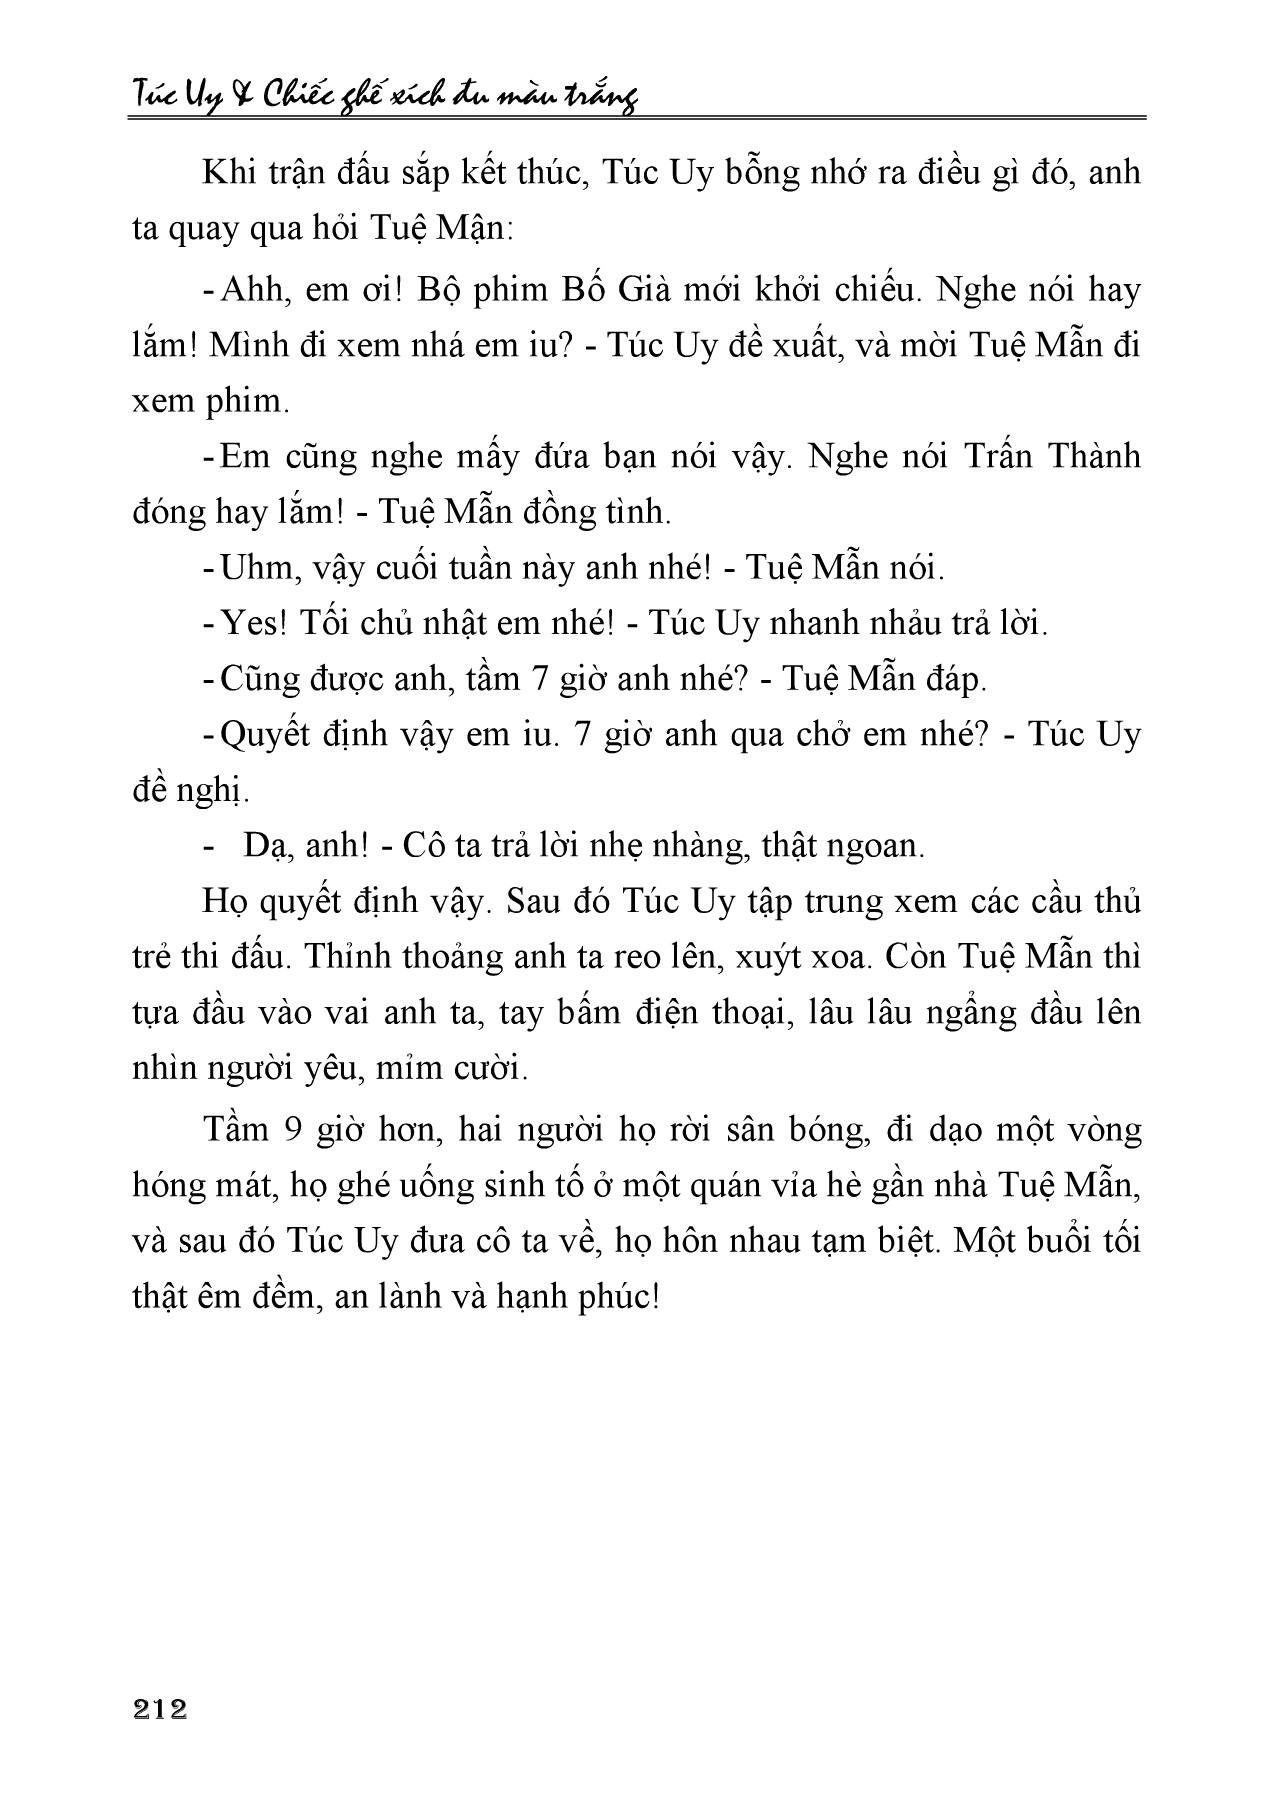 Túc Uy & Chiếc ghế xích đu màu trắng
Khi trận đấu sắp kết thúc, Túc Uy bỗng nhớ ra điều gì đó, anh
ta quay qua hỏi Tuệ Mận:
- Ahh, em ơi! Bộ phim Bố Già mới khởi chiếu. Nghe nói hay
lắm! Mình đi xem nhá em iu? - Túc Uy đề xuất, và mời Tuệ Mẫn đi
xem phim.
- Em cũng nghe mấy đứa bạn nói vậy. Nghe nói Trấn Thành
đóng hay lắm! - Tuệ Mẫn đồng tình.
- Uhm, vậy cuối tuần này anh nhé! - Tuệ Mẫn nói.
- Yes! Tối chủ nhật em nhé! - Túc Uy nhanh nhảu trả lời.
- Cũng được anh, tầm 7 giờ anh nhé? - Tuệ Mẫn đáp.
- Quyết định vậy em iu. 7 giờ anh qua chở em nhé? - Túc Uy
đề nghị.
- Dạ, anh! - Cô ta trả lời nhẹ nhàng, thật ngoan.
Họ quyết định vậy. Sau đó Túc Uy tập trung xem các cầu thủ
trẻ thi đấu. Thỉnh thoảng anh ta reo lên, xuýt xoa. Còn Tuệ Mẫn thì
tựa đầu vào vai anh ta, tay bấm điện thoại, lâu lâu ngẩng đầu lên
nhìn người yêu, mỉm cười.
Tầm 9 giờ hơn, hai người họ rời sân bóng, đi dạo một vòng
hóng mát, họ ghé uống sinh tố ở một quán vỉa hè gần nhà Tuệ Mẫn,
và sau đó Túc Uy đưa cô ta về, họ hôn nhau tạm biệt. Một buổi tối
thật êm đềm, an lành và hạnh phúc!
212